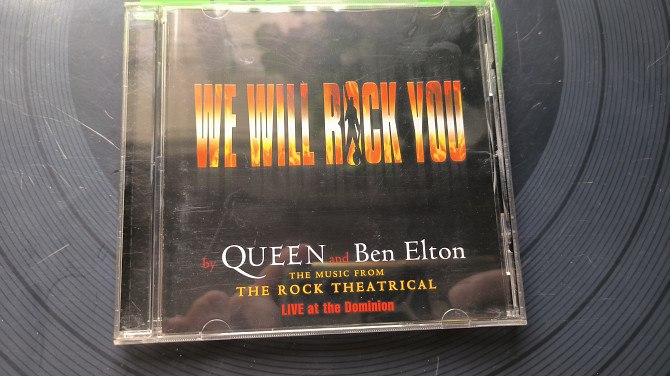 WE WILL ROCK YOU
by QUEEN and Ben Elton
THE MUSIC FROM
THE ROCK THEATRICAL
LIVE at the Dominion